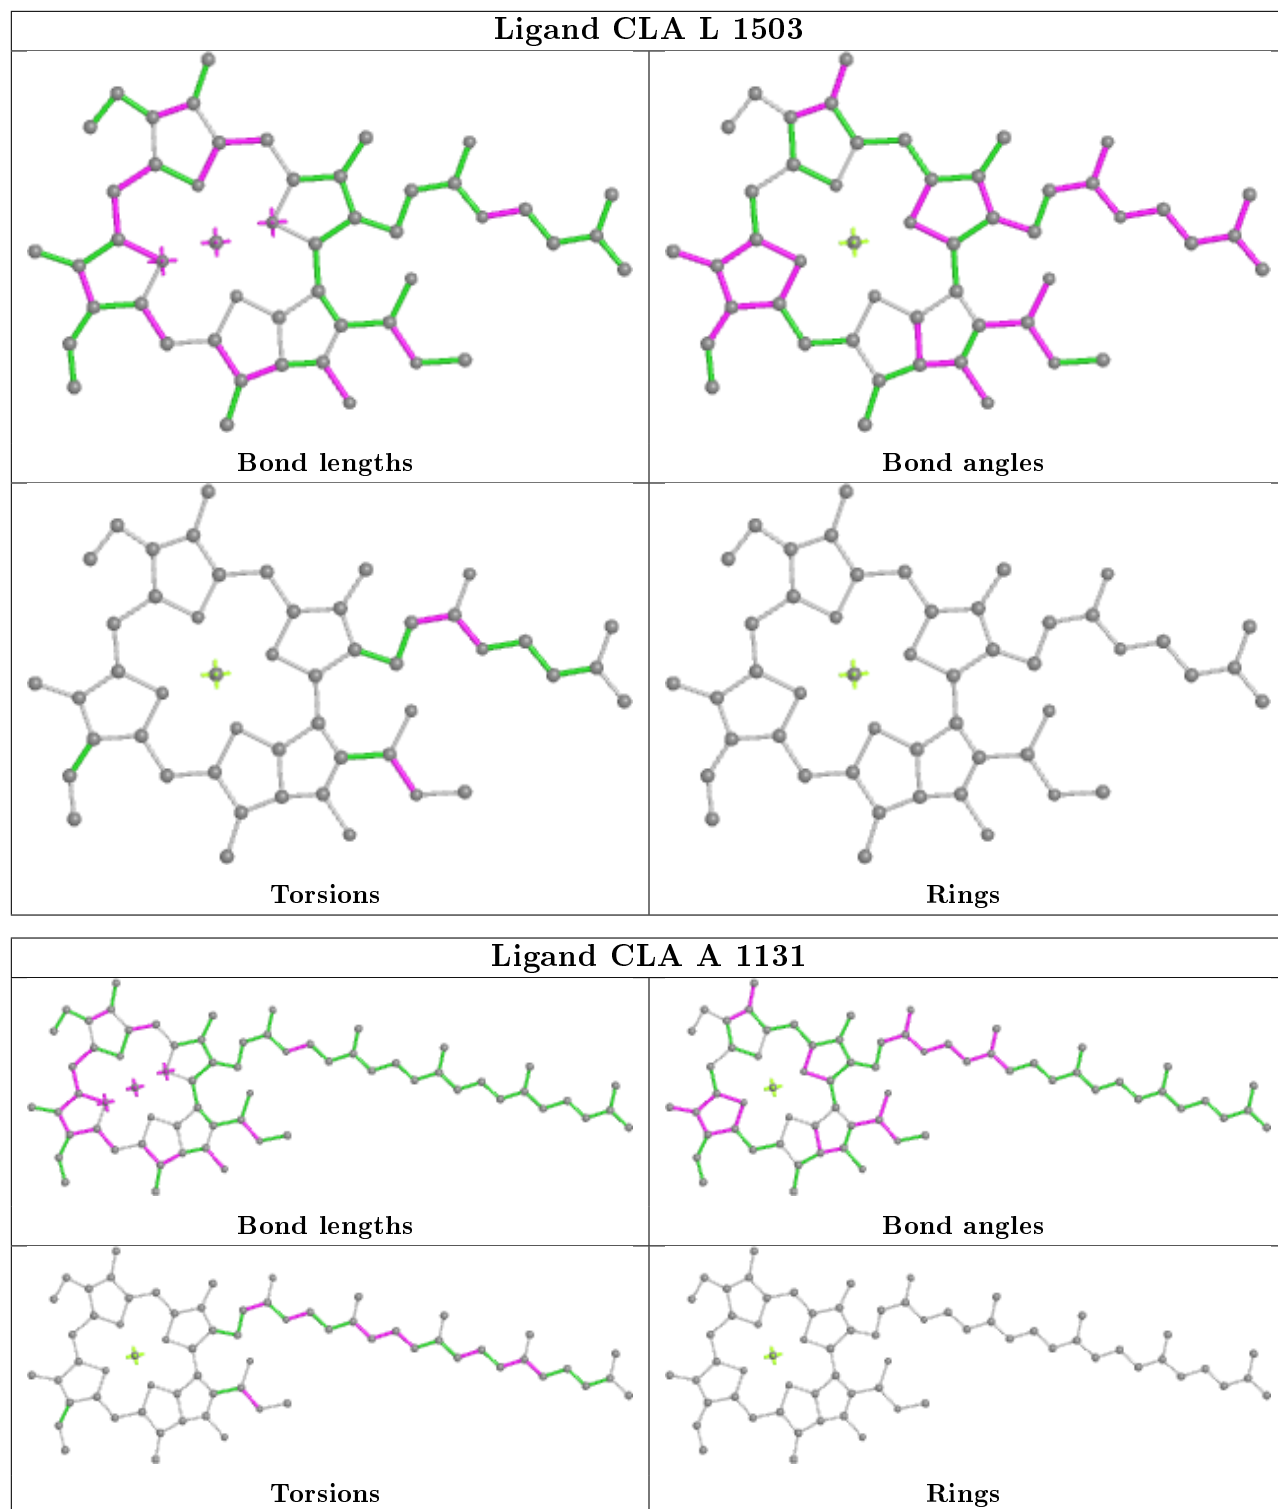 Ligand CLA L 1503
Bond lengths
Bond angles
Torsions
Rings
Ligand CLA A 1131
Bond lengths
Bond angles
Torsions
Rings